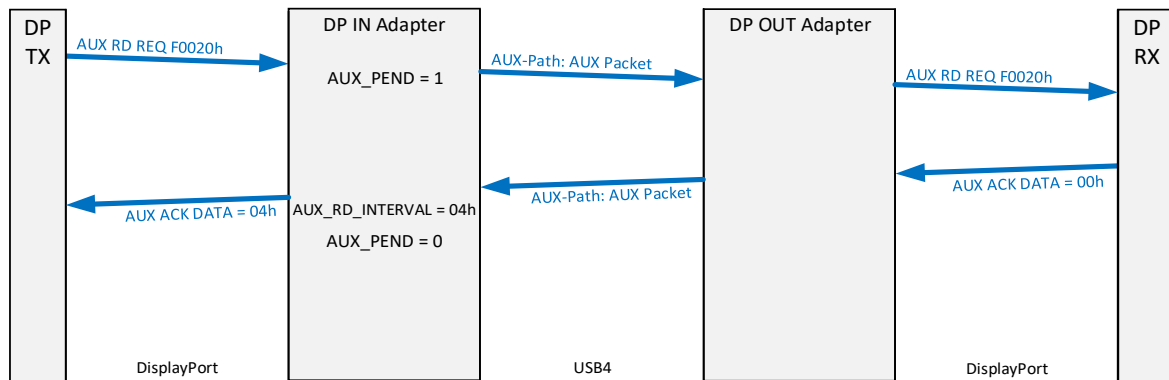 DP
TX
DP IN Adapter
DP OUT Adapter
DP
RX
AUX RD REQ F0020h
AUX-Path: AUX Packet
AUX RD REQ F0020h
AUX_PEND = 1
AUX ACK DATA = 00h
AUX-Path: AUX Packet
AUX ACK DATA = 04h
AUX_RD_INTERVAL = 04h
AUX_PEND = 0
DisplayPort
USB4
DisplayPort